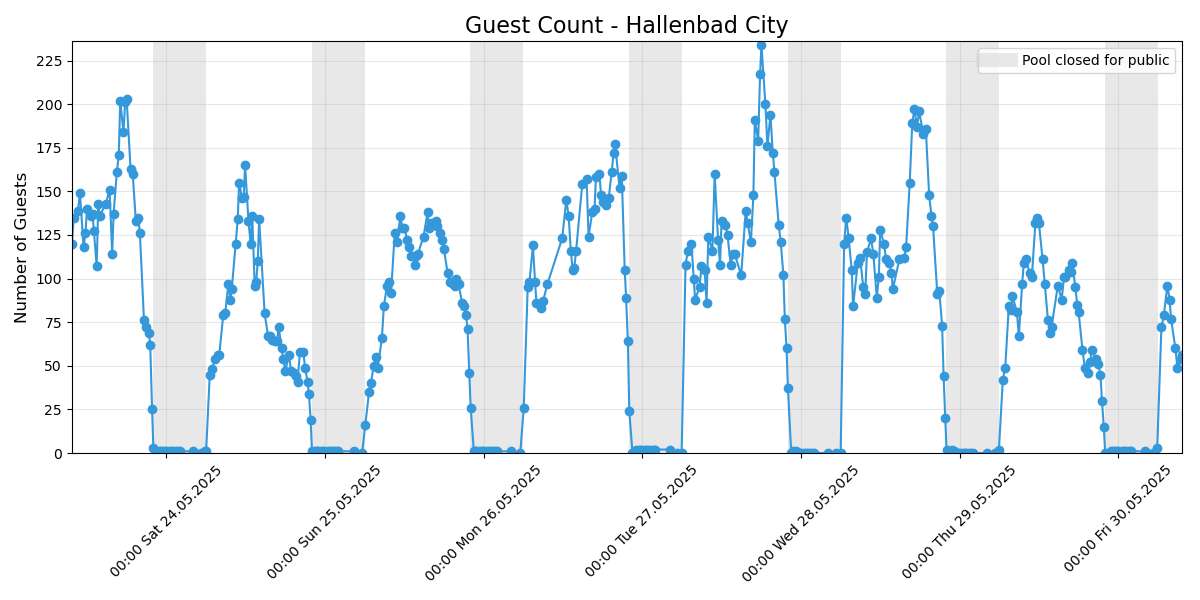 Guest Count - Hallenbad City
Pool closed for public
Number of Guests
225
200
175
150
125
100
75
50
25
0
00:00 Sat 24.05.2025
00:00 Sun 25.05.2025
00:00 Mon 26.05.2025
00:00 Tue 27.05.2025
00:00 Wed 28.05.2025
00:00 Thu 29.05.2025
00:00 Fri 30.05.2025